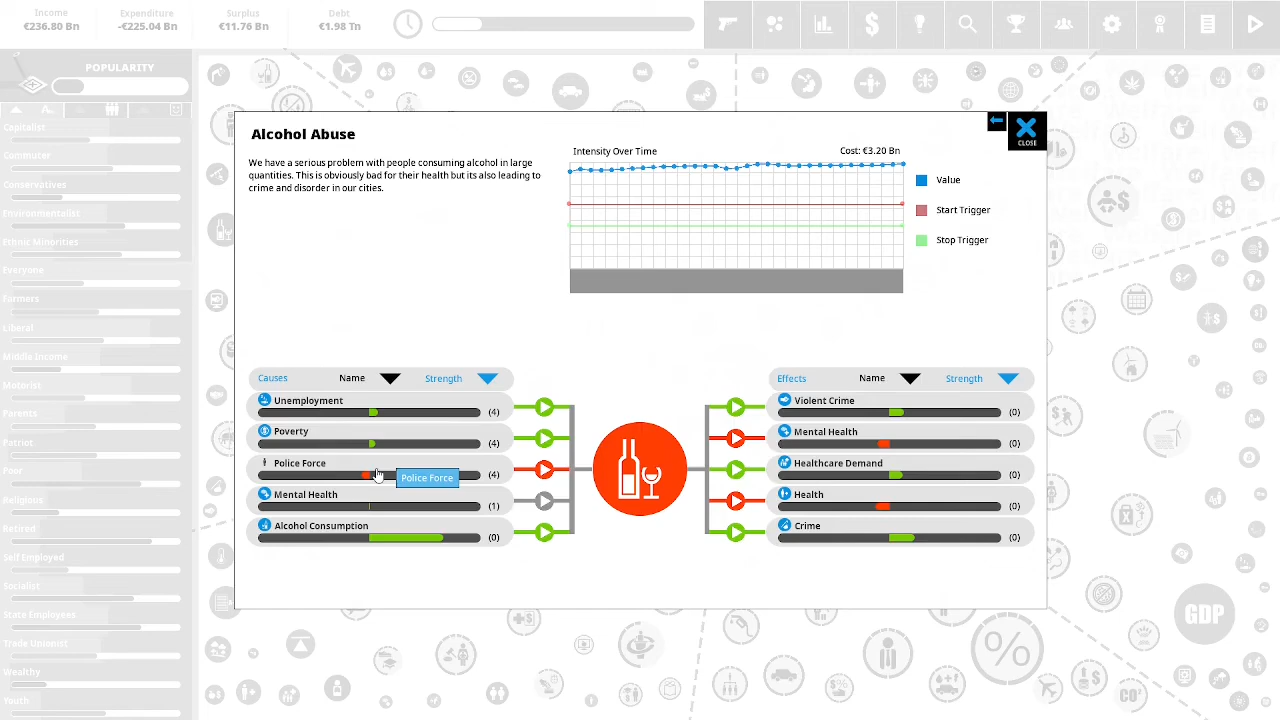 Income
Expenditure
Surplus
Debt
€236.80 Bn
-€225.04 Bn
€11.76 Bn
€1.98 Tn
POPULARITY
Capitalist
Commuter
Conservatives
Environmentalist
Ethnic Minorities
Everyone
Farmers
Liberal
Middle Income
Motorist
Parents
Patriot
Poor
Religious
Retired
Self Employed
Socialist
State Employees
Trade Unionist
Wealthy
Youth
Alcohol Abuse
We have a serious problem with people consuming alcohol in large
quantities. This is obviously bad for their health but its also leading to
crime and disorder in our cities.
Intensity Over Time
Cost: €3.20 Bn
CLOSE
Value
Start Trigger
Stop Trigger
Causes Name Strength
Unemployment
(4)
Poverty
(4)
Police Force
(4)
Police Force
Mental Health
(1)
Alcohol Consumption
(0)
Effects Name Strength
Violent Crime
(0)
Mental Health
(0)
Healthcare Demand
(0)
Health
(0)
Crime
(0)
GDP
%
CO²